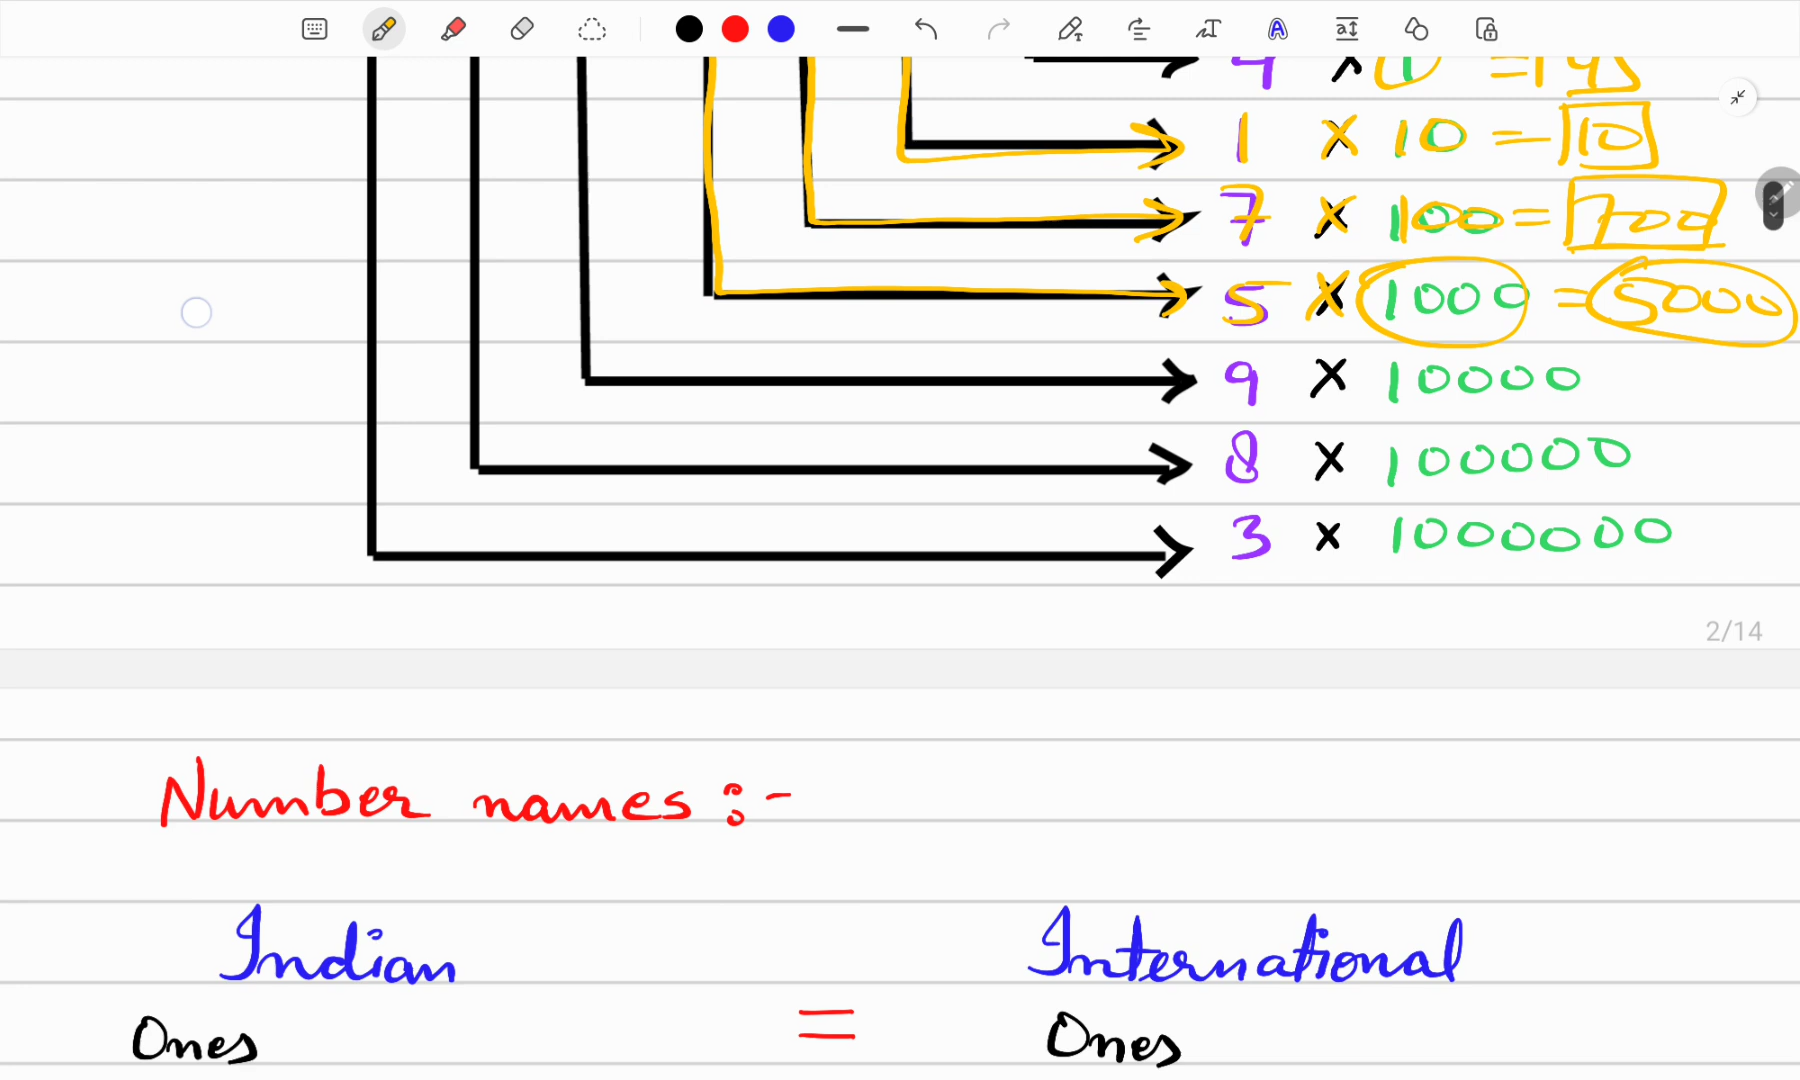 1 × 10 = 10
7 × 100 = 700
5 × 1000 = 5000
9 × 10000
8 × 100000
3 × 1000000
2/14
Number names :-
Indian International
Ones = Ones